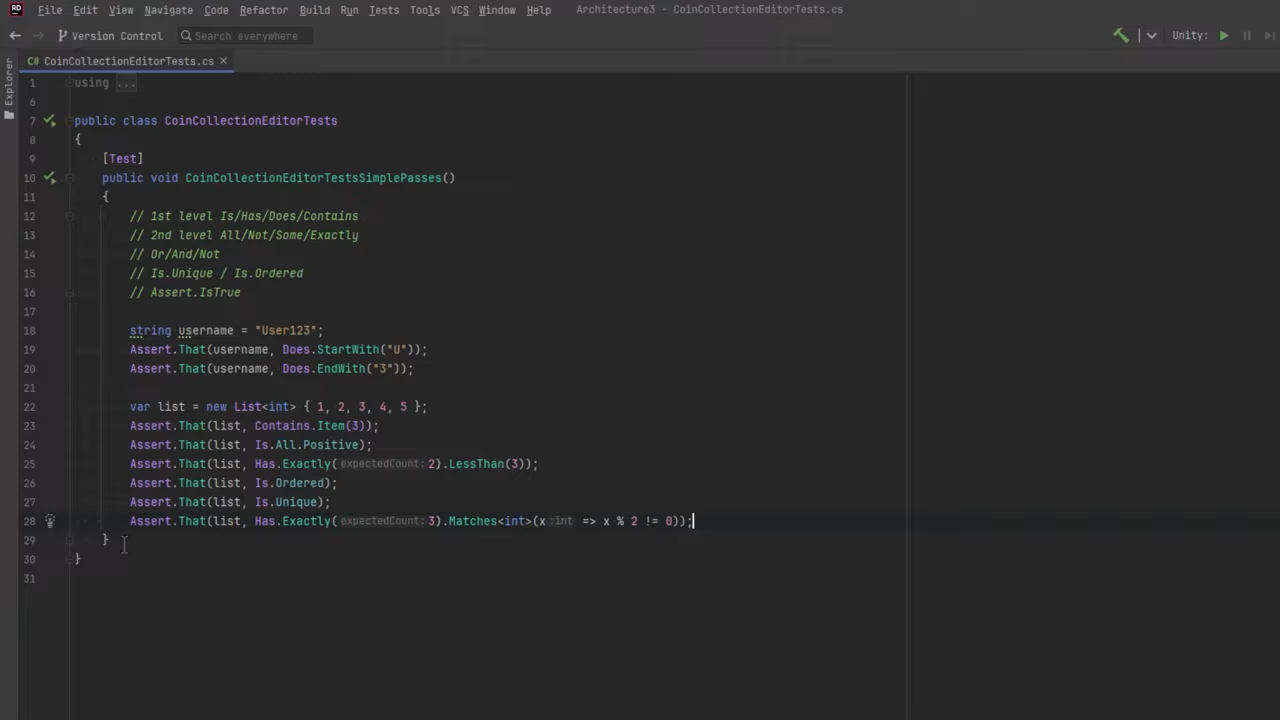 RD File Edit View Navigate Code Refactor Build Run Tests Tools VCS Window Help Architecture3 - CoinCollectionEditorTests.cs
Version Control Search everywhere Unity:
C# CoinCollectionEditorTests.cs
Explorer
1 using ...
6
7 public class CoinCollectionEditorTests
8 {
9 [Test]
10 public void CoinCollectionEditorTestsSimplePasses()
11 {
12 // 1st level Is/Has/Does/Contains
13 // 2nd level All/Not/Some/Exactly
14 // Or/And/Not
15 // Is.Unique / Is.Ordered
16 // Assert.IsTrue
17
18 string username = "User123";
19 Assert.That(username, Does.StartWith("U"));
20 Assert.That(username, Does.EndWith("3"));
21
22 var list = new List<int> { 1, 2, 3, 4, 5 };
23 Assert.That(list, Contains.Item(3));
24 Assert.That(list, Is.All.Positive);
25 Assert.That(list, Has.Exactly(expectedCount:2).LessThan(3));
26 Assert.That(list, Is.Ordered);
27 Assert.That(list, Is.Unique);
28 Assert.That(list, Has.Exactly(expectedCount:3).Matches<int>(x:int => x % 2 != 0));
29 }
30 }
31